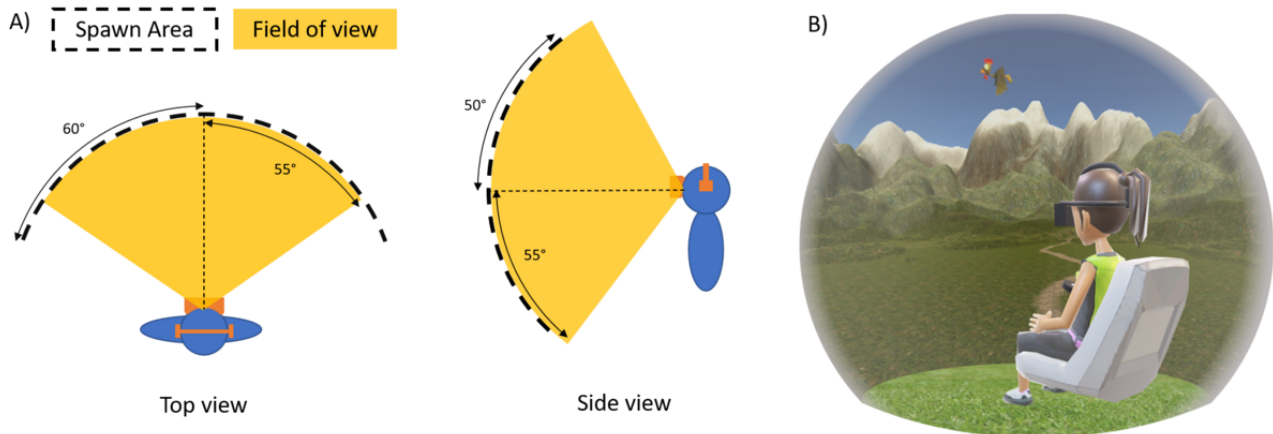 A)
Spawn Area
Field of view
B)
60°
55°
50°
55°
Top view
Side view